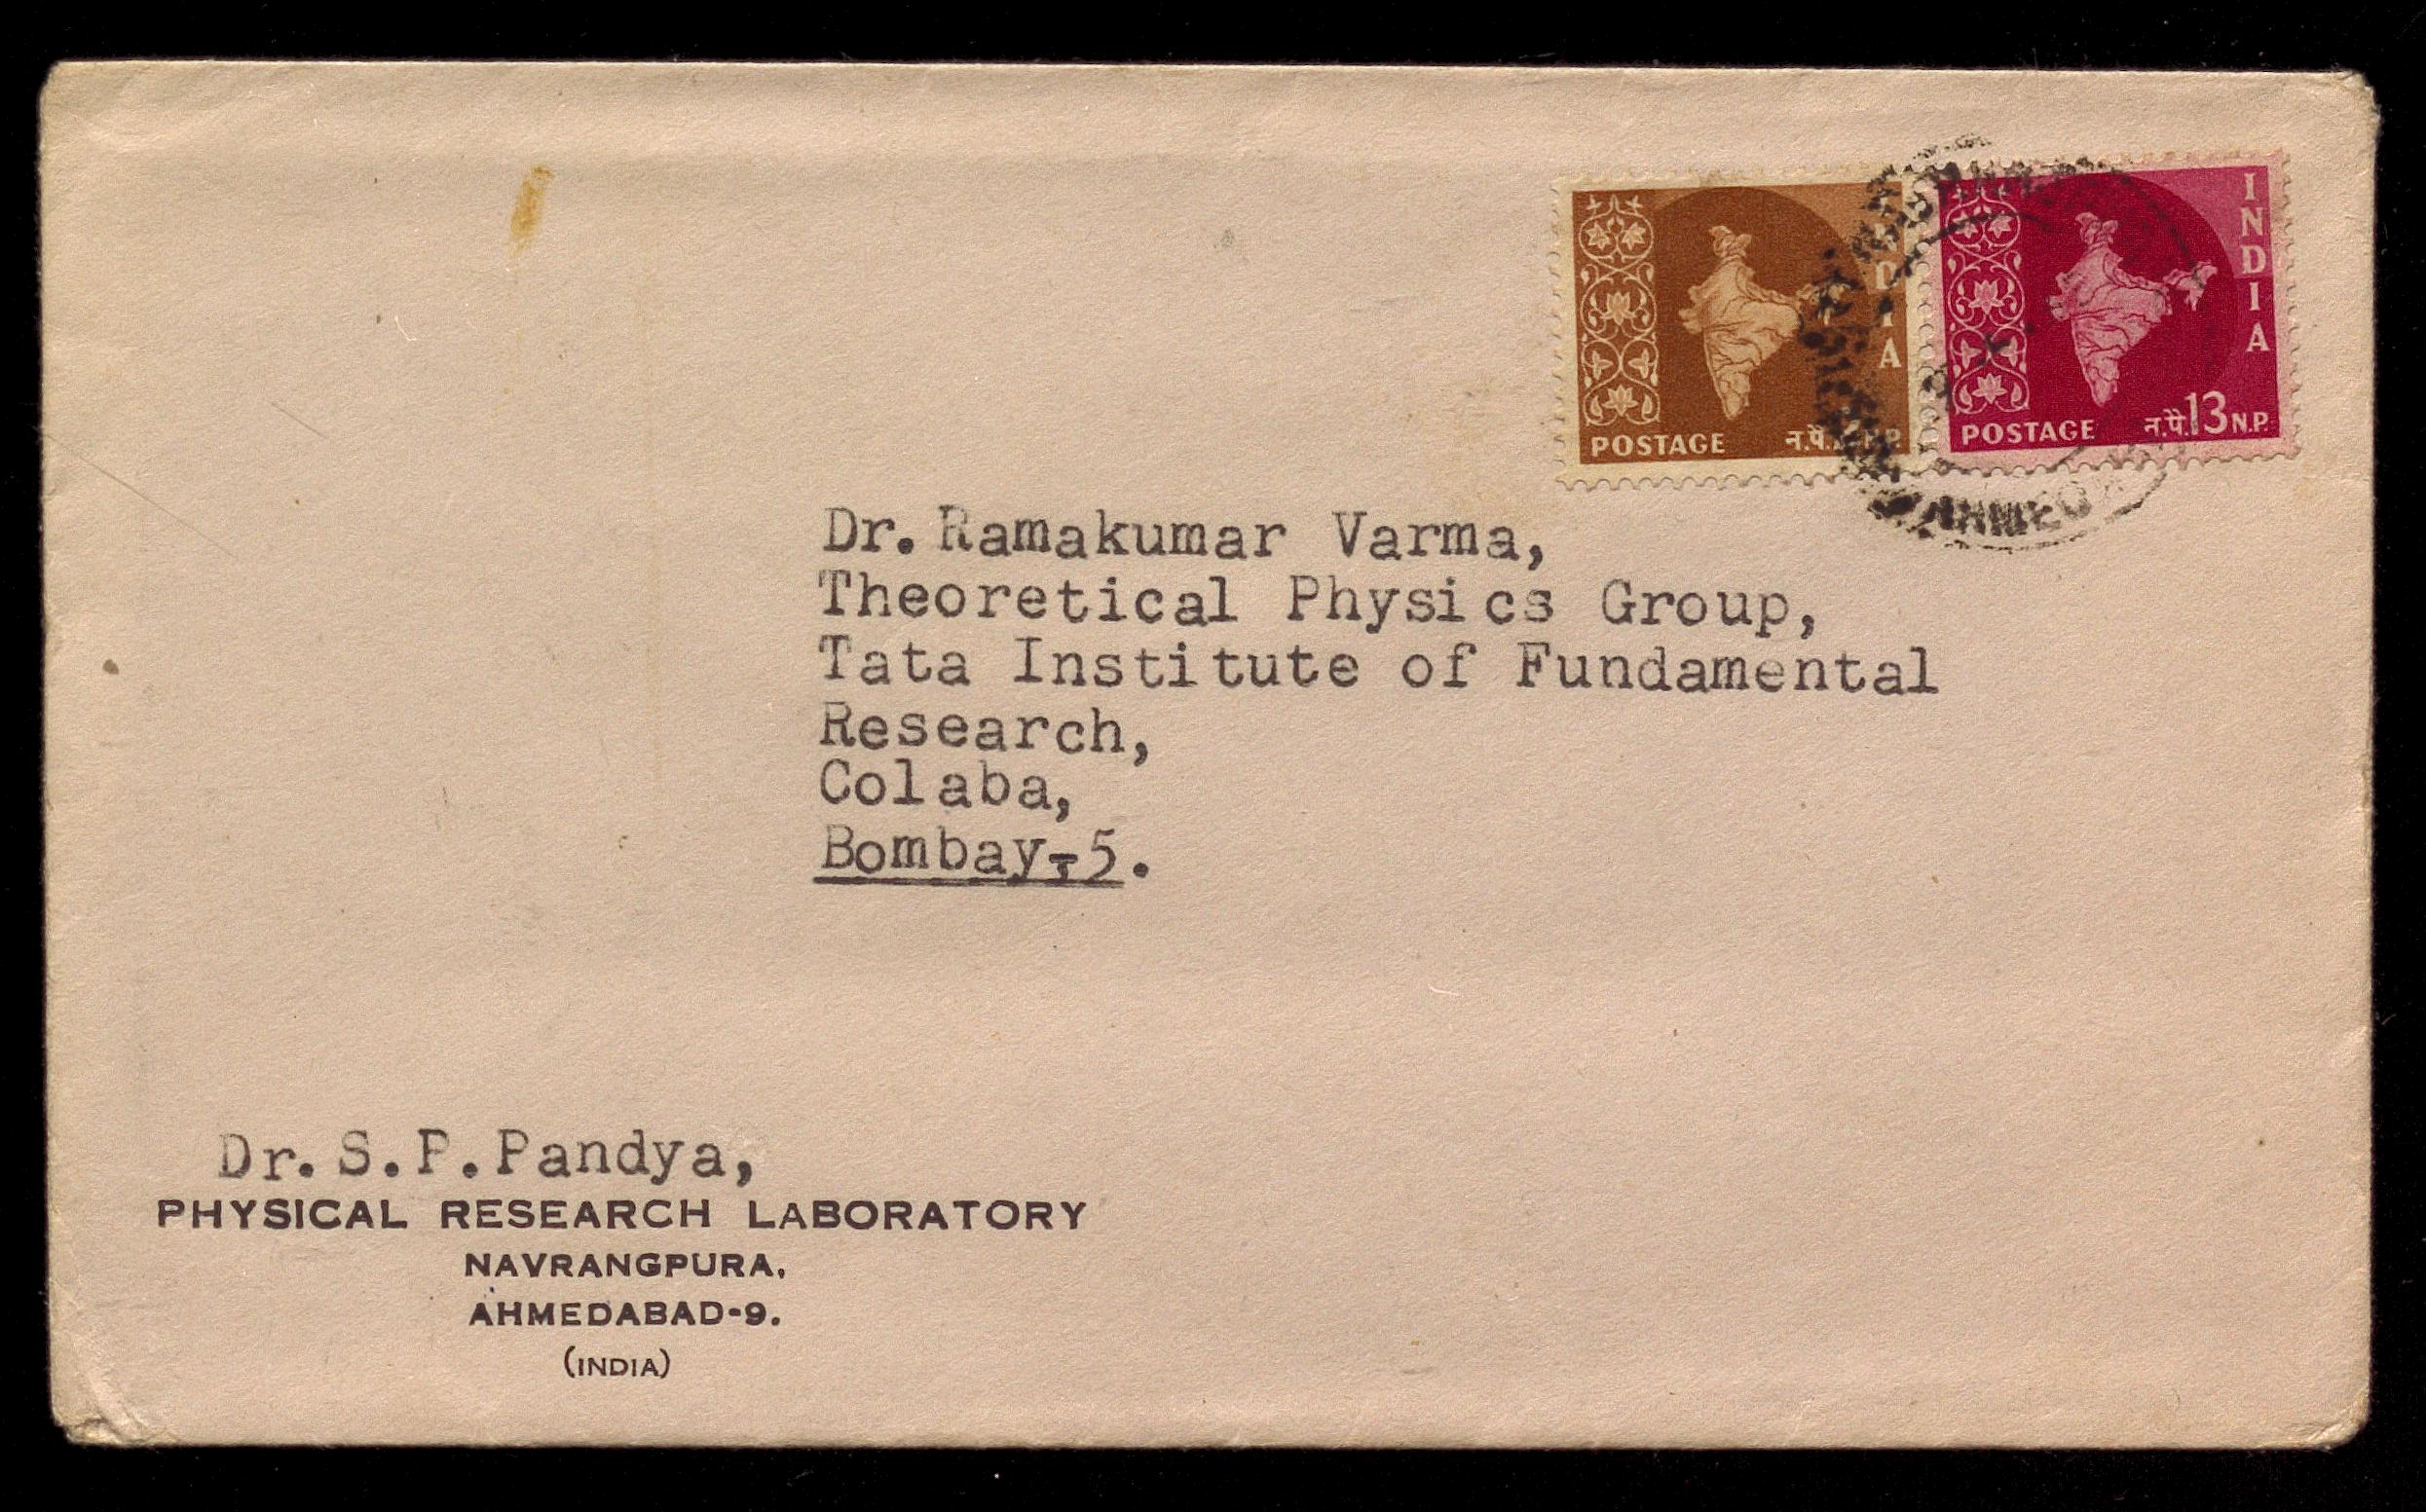 INDIA
POSTAGE न.पै. N.P.
INDIA
POSTAGE न.पै. 13 N.P.
Dr. Ramakumar Varma,
Theoretical Physics Group,
Tata Institute of Fundamental
Research,
Colaba,
Bombay-5.
Dr. S.P. Pandya,
PHYSICAL RESEARCH LABORATORY
NAVRANGPURA,
AHMEDABAD-9.
(INDIA)